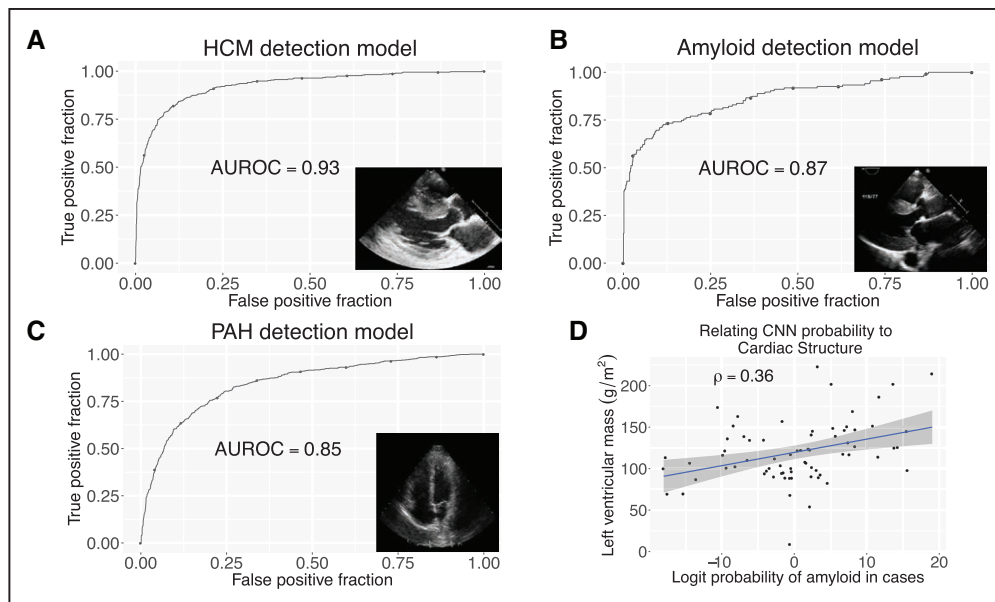 A
HCM detection model
True positive fraction
1.00
0.75
0.50
0.25
0.00
AUROC = 0.93
0.00 0.25 0.50 0.75 1.00
False positive fraction
B
Amyloid detection model
True positive fraction
1.00
0.75
0.50
0.25
0.00
AUROC = 0.87
0.00 0.25 0.50 0.75 1.00
False positive fraction
C
PAH detection model
True positive fraction
1.00
0.75
0.50
0.25
0.00
AUROC = 0.85
0.00 0.25 0.50 0.75 1.00
False positive fraction
D
Relating CNN probability to
Cardiac Structure
Left ventricular mass (g/m²)
200
150
100
50
0
ρ = 0.36
−10 0 10 20
Logit probability of amyloid in cases